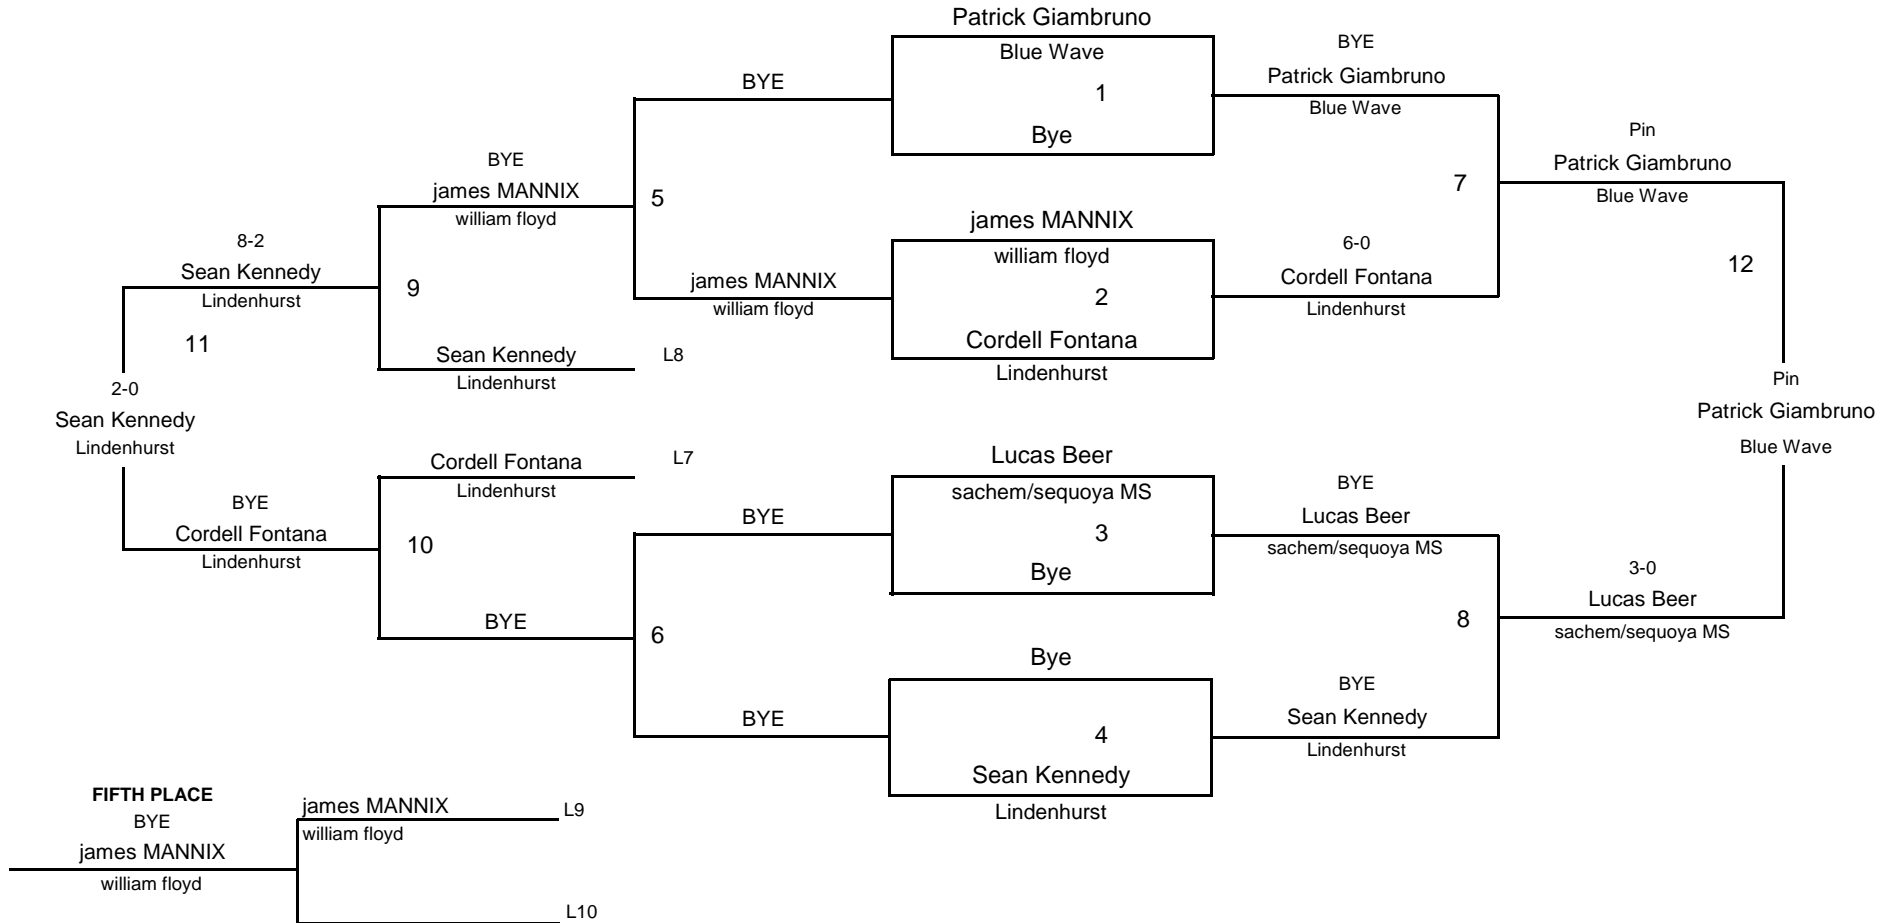 Patrick Giambruno
Blue Wave
1
Bye
BYE
Patrick Giambruno
Blue Wave
BYE
Pin
Patrick Giambruno
Blue Wave
7
BYE
james MANNIX
william floyd
5
james MANNIX
william floyd
2
Cordell Fontana
Lindenhurst
6-0
Cordell Fontana
Lindenhurst
12
8-2
Sean Kennedy
Lindenhurst
9
james MANNIX
william floyd
11
Sean Kennedy
Lindenhurst
L8
2-0
Sean Kennedy
Lindenhurst
Pin
Patrick Giambruno
Blue Wave
Cordell Fontana
Lindenhurst
L7
Lucas Beer
sachem/sequoya MS
3
Bye
BYE
Lucas Beer
sachem/sequoya MS
BYE
Cordell Fontana
Lindenhurst
10
BYE
BYE
6
3-0
Lucas Beer
sachem/sequoya MS
8
Bye
4
Sean Kennedy
Lindenhurst
BYE
Sean Kennedy
Lindenhurst
BYE
FIFTH PLACE
BYE
james MANNIX
william floyd
james MANNIX
william floyd
L9
L10